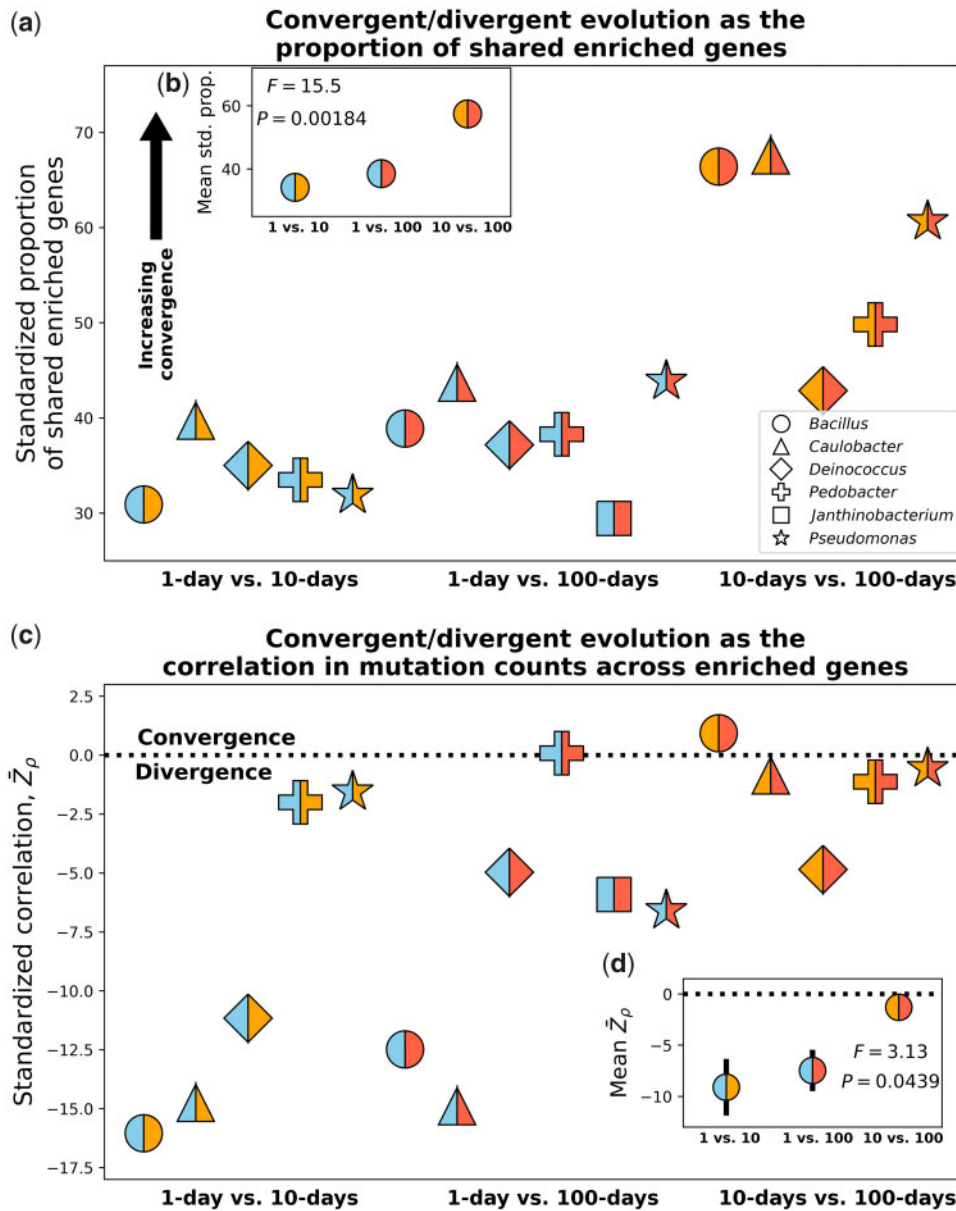 (a)
Convergent/divergent evolution as the
proportion of shared enriched genes
Standardized proportion
of shared enriched genes
70
60
50
40
30
Increasing
convergence
(b)
Mean std. prop.
60
40
F = 15.5
P = 0.00184
1 vs. 10
1 vs. 100
10 vs. 100
Bacillus
Caulobacter
Deinococcus
Pedobacter
Janthinobacterium
Pseudomonas
1-day vs. 10-days
1-day vs. 100-days
10-days vs. 100-days
(c)
Convergent/divergent evolution as the
correlation in mutation counts across enriched genes
Standardized correlation, Z̄ρ
2.5
0.0
−2.5
−5.0
−7.5
−10.0
−12.5
−15.0
−17.5
Convergence
Divergence
(d)
Mean Z̄ρ
0
−5
−10
F = 3.13
P = 0.0439
1 vs. 10
1 vs. 100
10 vs. 100
1-day vs. 10-days
1-day vs. 100-days
10-days vs. 100-days